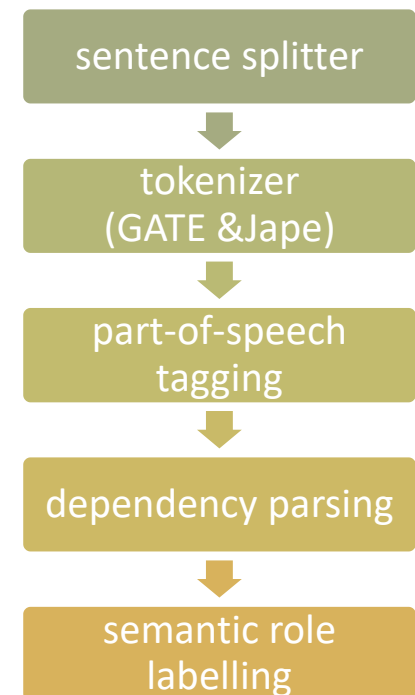 sentence splitter
tokenizer
(GATE &Jape)
part-of-speech
tagging
dependency parsing
semantic role
labelling